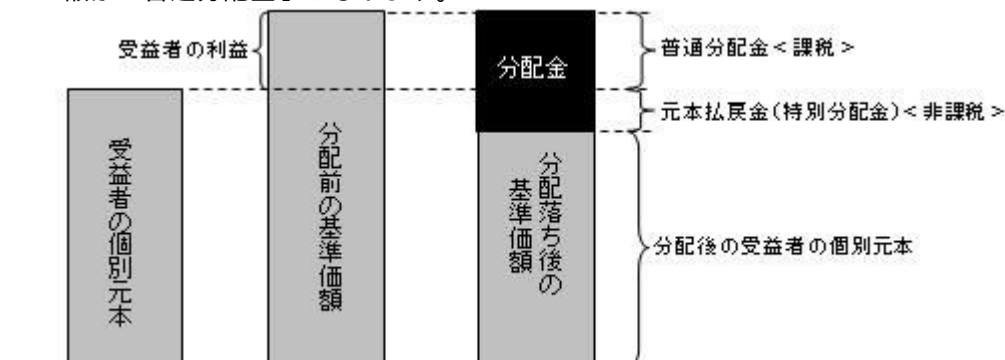 受益者の利益
分配金
普通分配金<課税>
元本払戻金(特別分配金)<非課税>
受益者の個別元本
分配前の基準価額
分配落ち後の
基準価額
分配後の受益者の個別元本